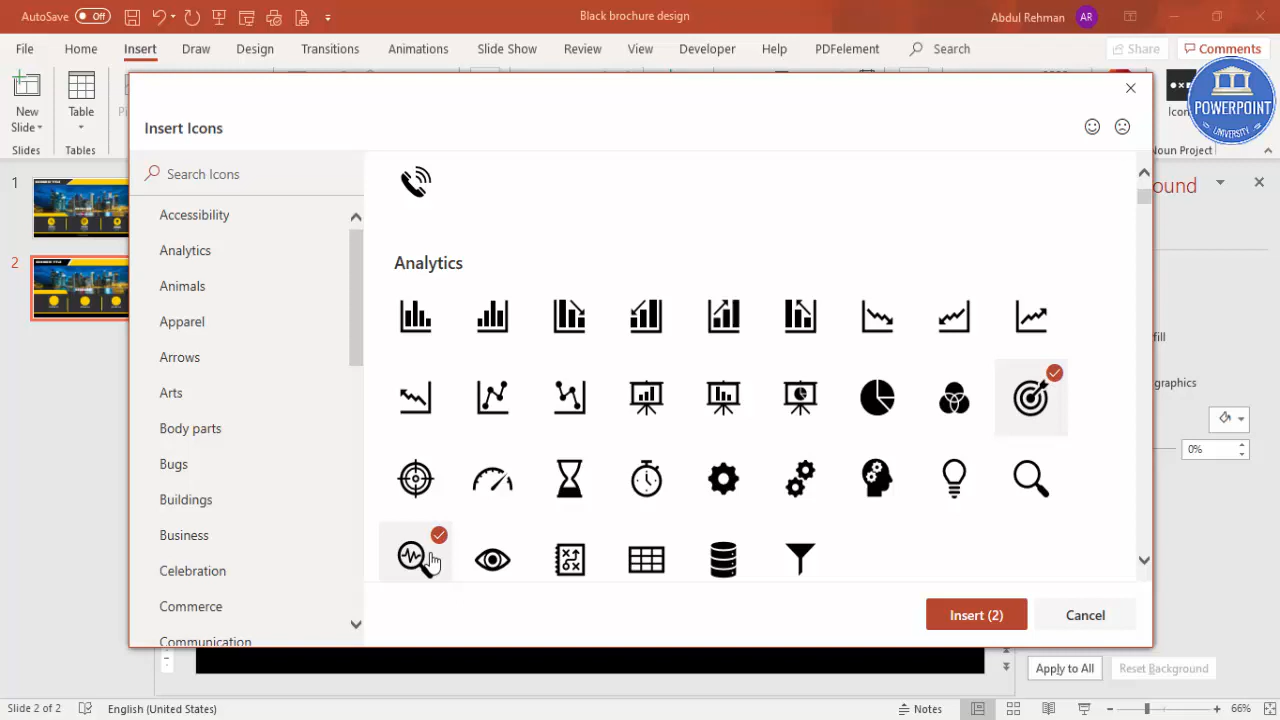 AutoSave Off
Black brochure design
Abdul Rehman AR
File Home Insert Draw Design Transitions Animations Slide Show Review View Developer Help PDFelement Search Share Comments
New
Slide
Slides
Table
Tables
POWERPOINT
UNIVERSITY
Noun Project
Insert Icons
Search Icons
Accessibility
Analytics
Animals
Apparel
Arrows
Arts
Body parts
Bugs
Buildings
Business
Celebration
Commerce
Communication
Analytics
Insert (2)
Cancel
1
2
ound
fill
graphics
0%
Apply to All
Reset Background
Slide 2 of 2
English (United States)
Notes
66%